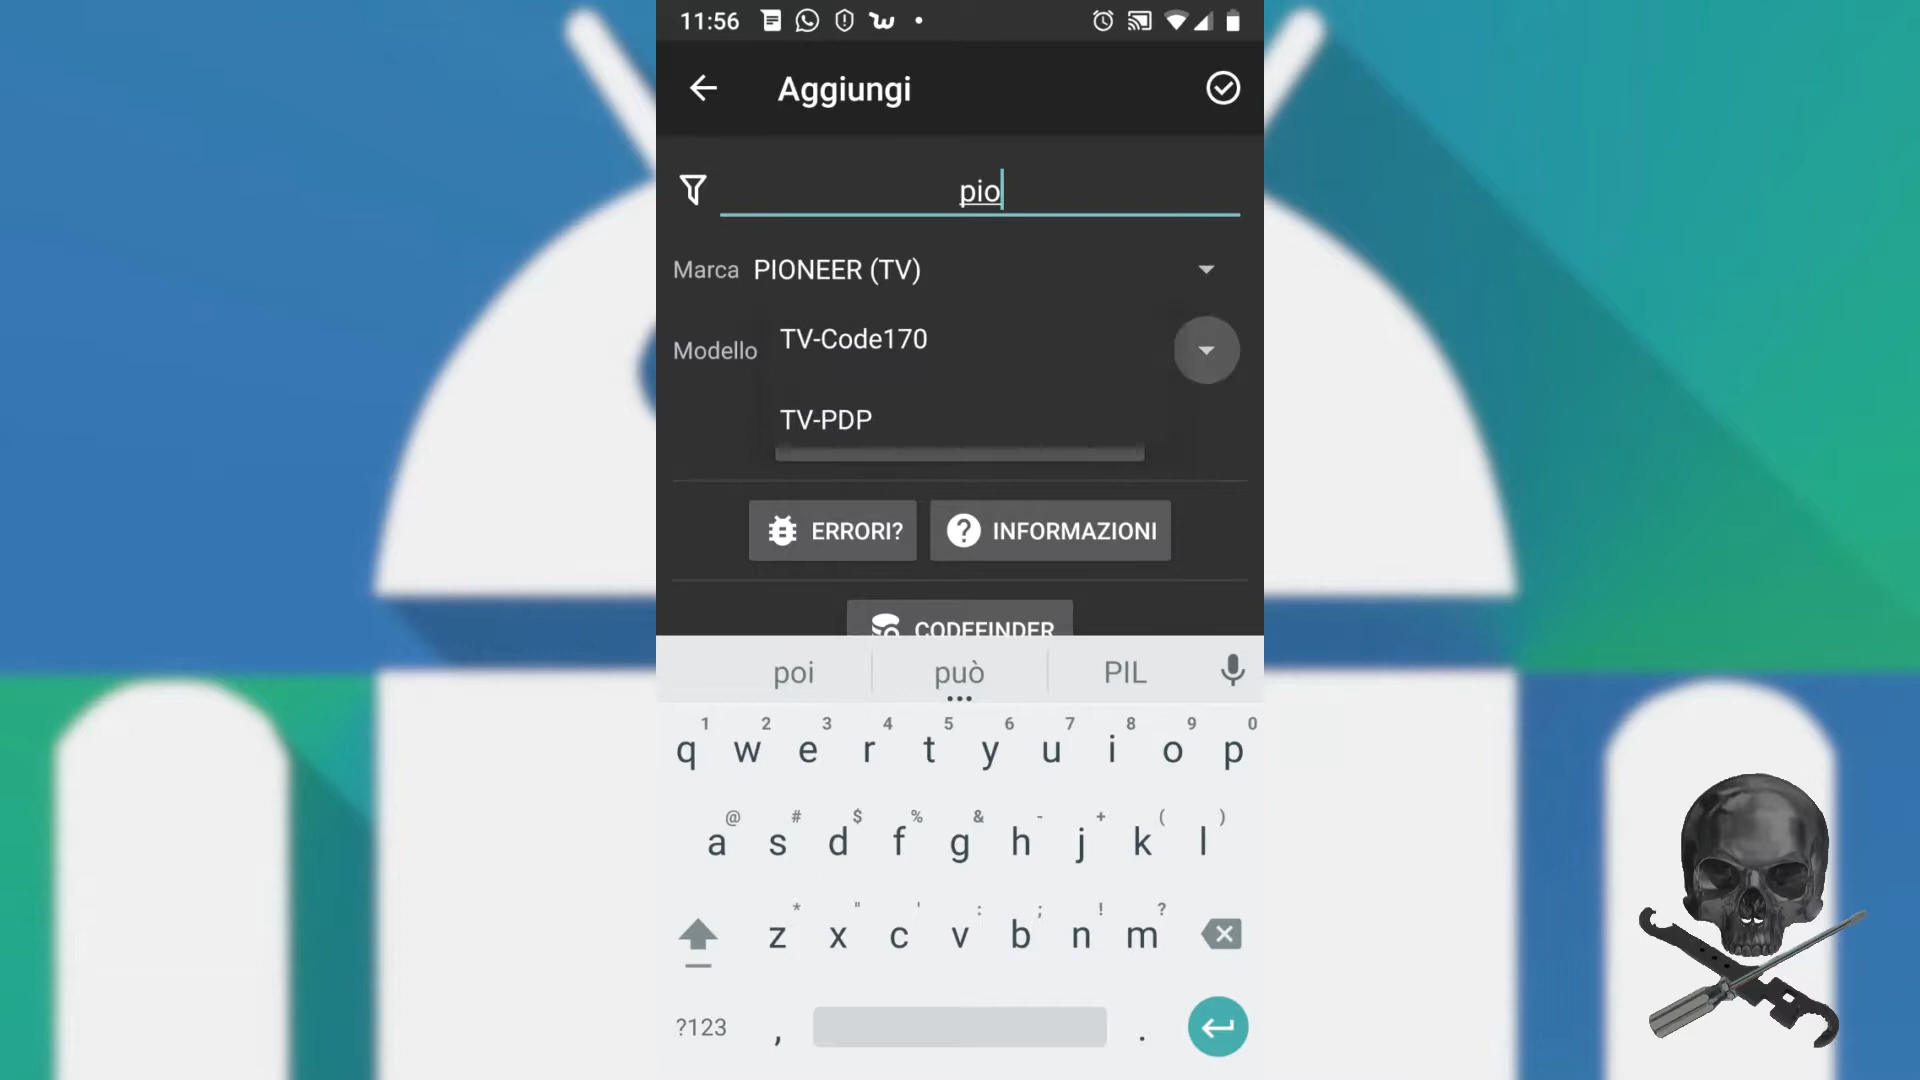 11:56
Aggiungi
pio
Marca PIONEER (TV)
Modello
TV-Code170
TV-PDP
ERRORI?
? INFORMAZIONI
CODEFINDER
poi può PIL
1 2 3 4 5 6 7 8 9 0
q w e r t y u i o p
@ # $ % & - + ( )
a s d f g h j k l
* " ' : ; ! ?
z x c v b n m
?123 , .